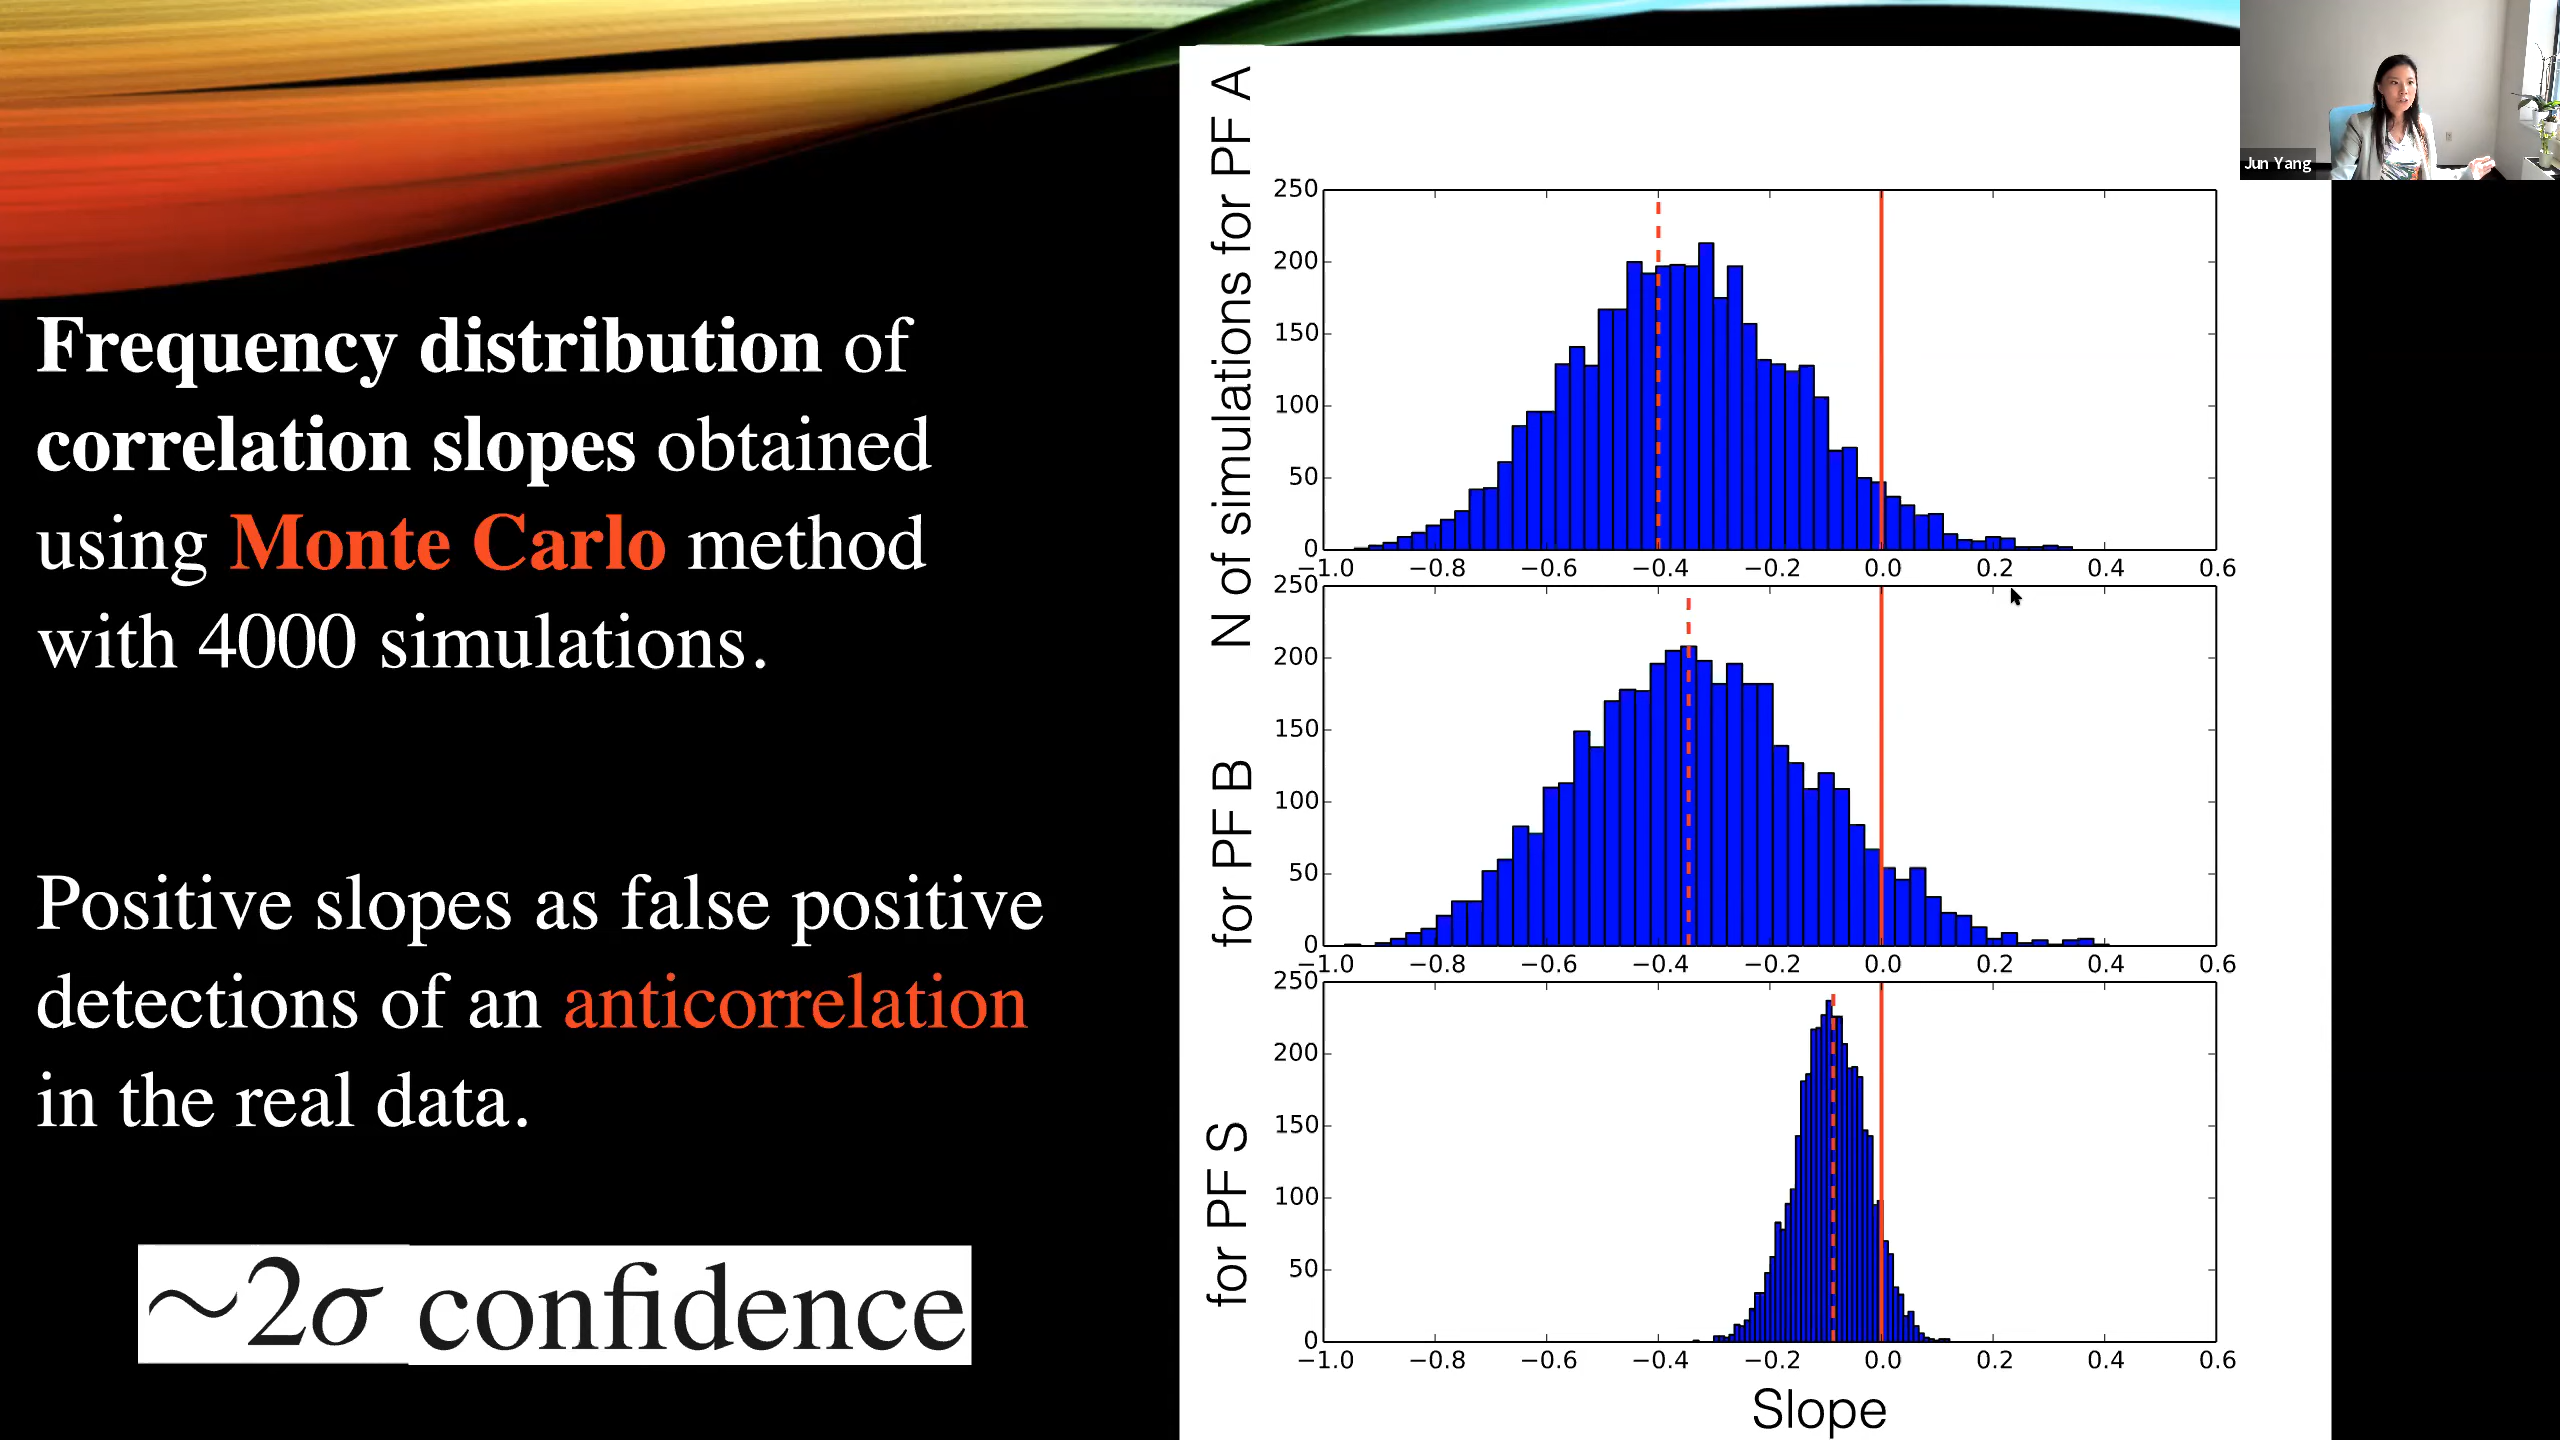 Frequency distribution of
correlation slopes obtained
using Monte Carlo method
with 4000 simulations.
Positive slopes as false positive
detections of an anticorrelation
in the real data.
~2σ confidence
N of simulations for PF A
250
200
150
100
50
0
−1.0 −0.8 −0.6 −0.4 −0.2 0.0 0.2 0.4 0.6
for PF B
250
200
150
100
50
0
−1.0 −0.8 −0.6 −0.4 −0.2 0.0 0.2 0.4 0.6
for PF S
250
200
150
100
50
0
−1.0 −0.8 −0.6 −0.4 −0.2 0.0 0.2 0.4 0.6
Slope
Jun Yang